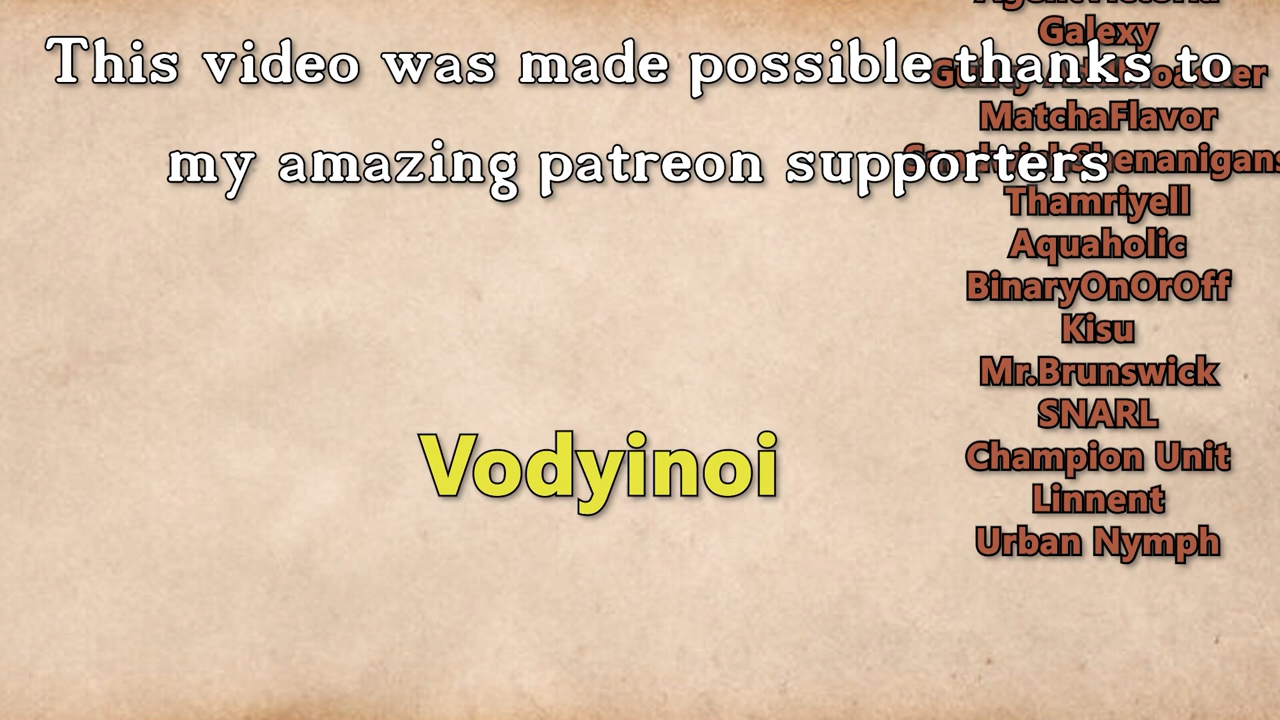 This video was made possible thanks to
my amazing patreon supporters
Galexy
MatchaFlavor
Shenanigans
Thamriyell
Aquaholic
BinaryOnOrOff
Kisu
Mr.Brunswick
SNARL
Champion Unit
Linnent
Urban Nymph
Vodyinoi